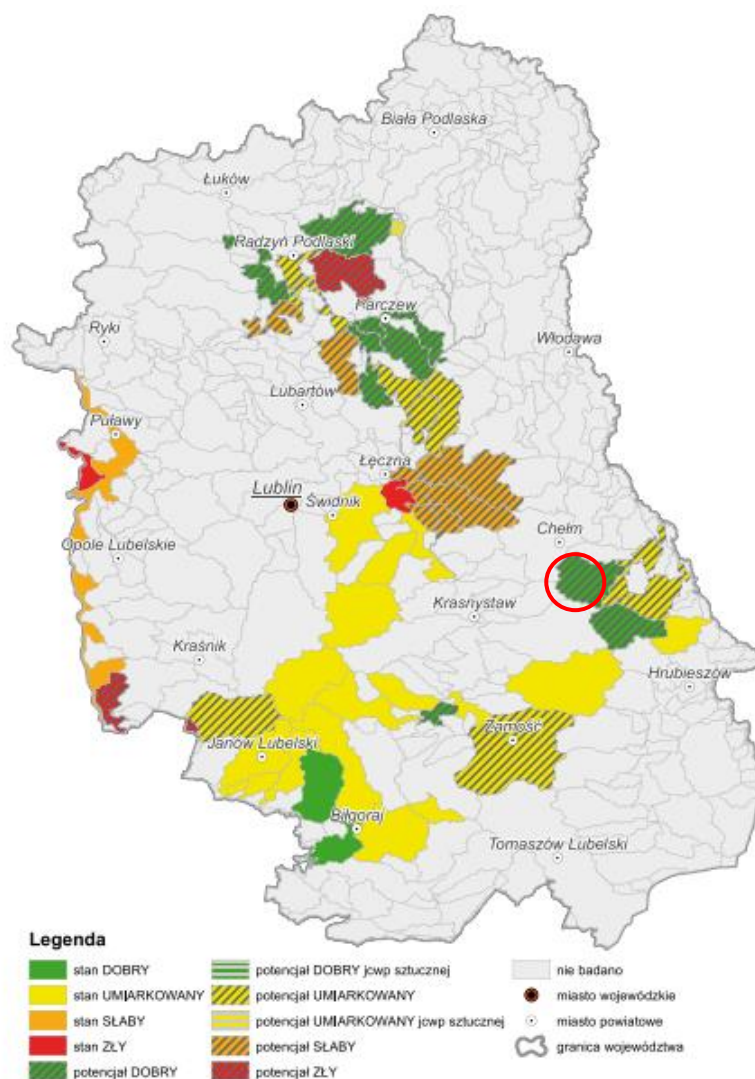 Biała Podlaska
Łuków
Radzyń Podlaski
Parczew
Ryki
Włodawa
Lubartów
Puławy
Łęczna
Lublin
Świdnik
Chełm
Opole Lubelskie
Krasnystaw
Kraśnik
Hrubieszów
Zamość
Janów Lubelski
Biłgoraj
Tomaszów Lubelski
Legenda
stan DOBRY
potencjał DOBRY jcwp sztucznej
nie badano
stan UMIARKOWANY
potencjał UMIARKOWANY
miasto wojewódzkie
stan SŁABY
potencjał UMIARKOWANY jcwp sztucznej
miasto powiatowe
stan ZŁY
potencjał SŁABY
granica województwa
potencjał DOBRY
potencjał ZŁY